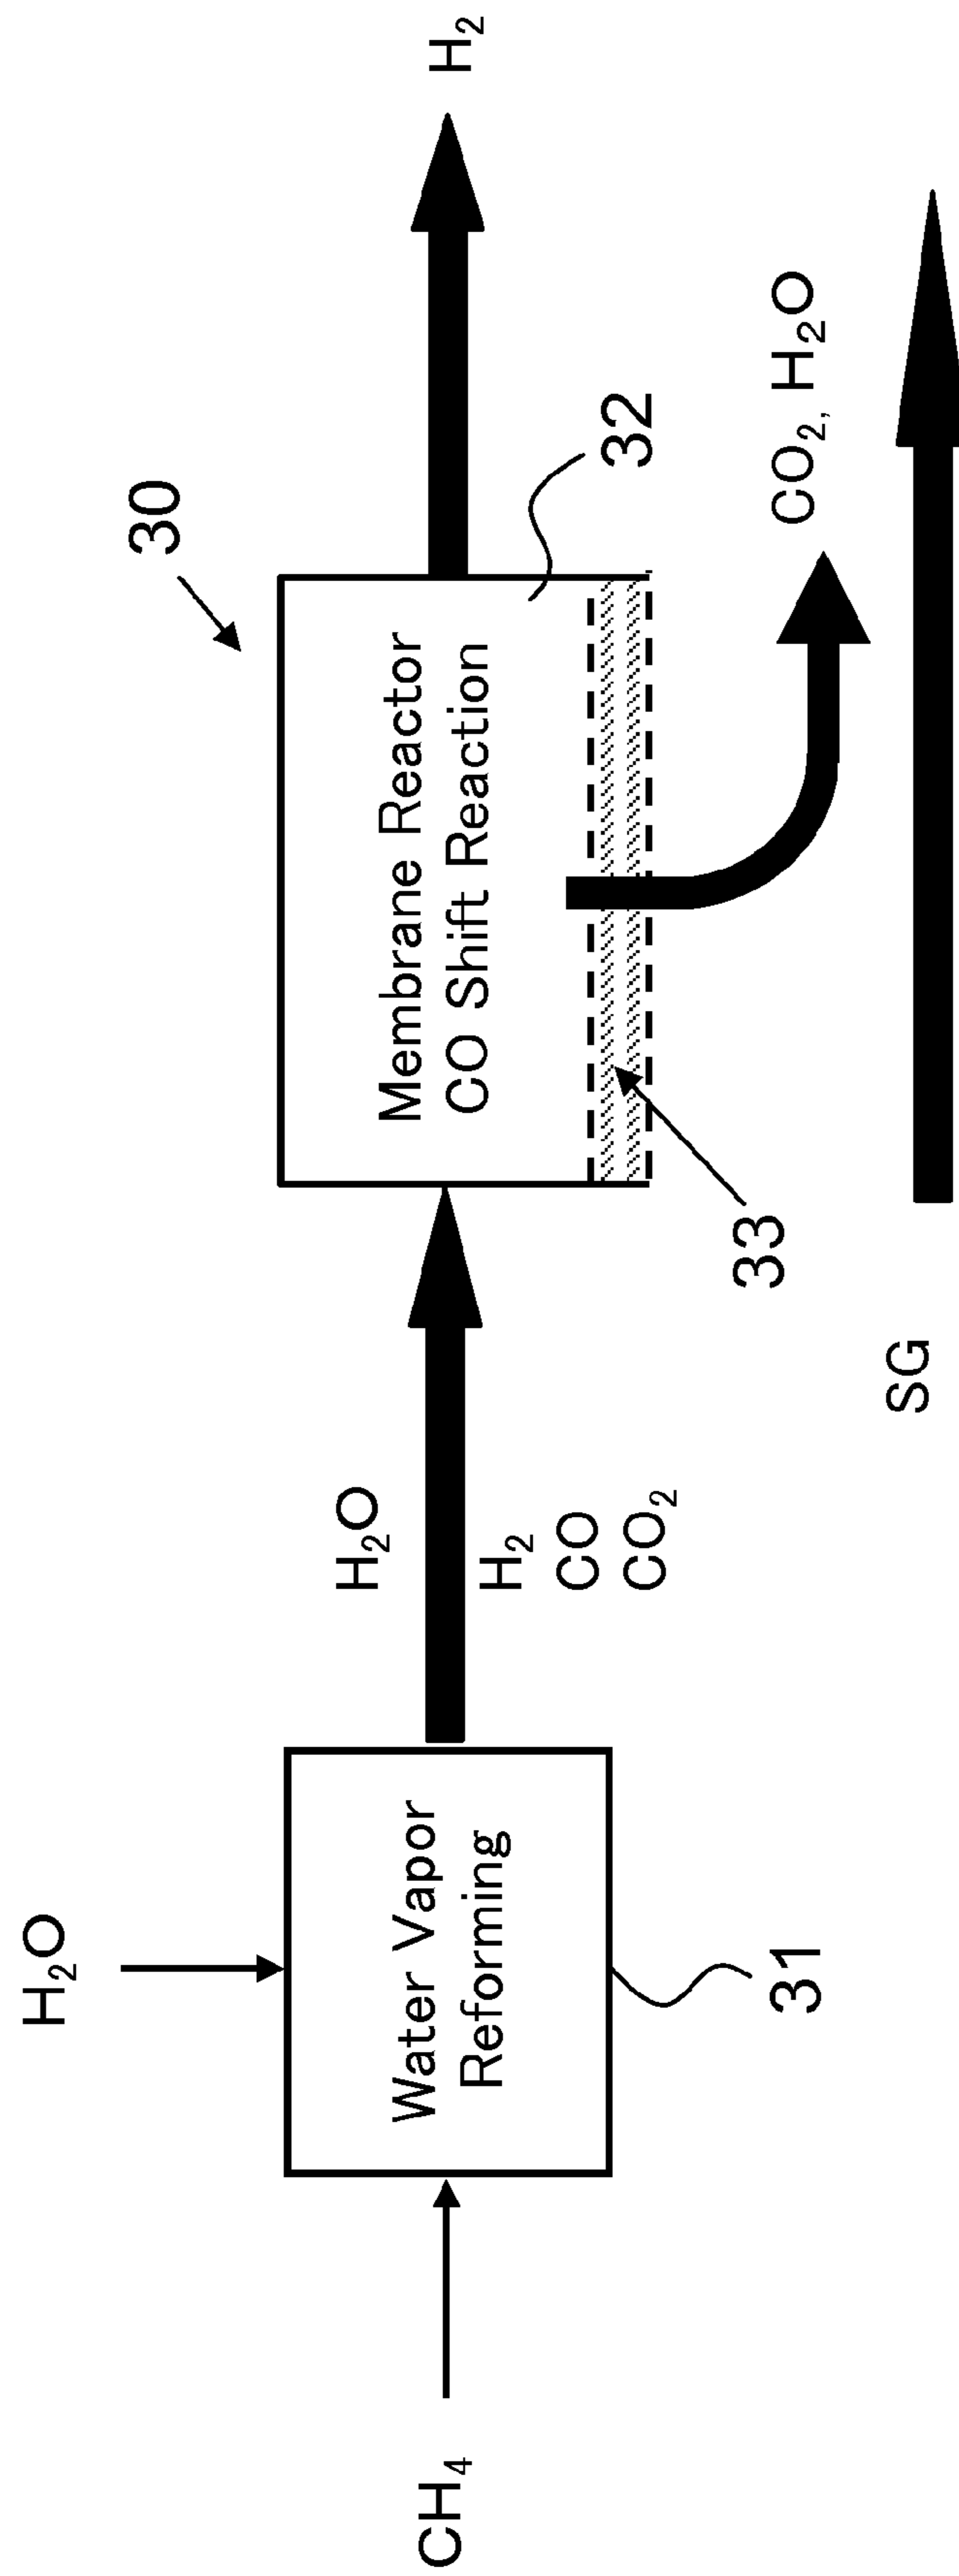 30
H₂O
CH₄
Water Vapor
Reforming
31
H₂O
H₂
CO
CO₂
Membrane Reactor
CO Shift Reaction
32
33
H₂
CO₂, H₂O
SG